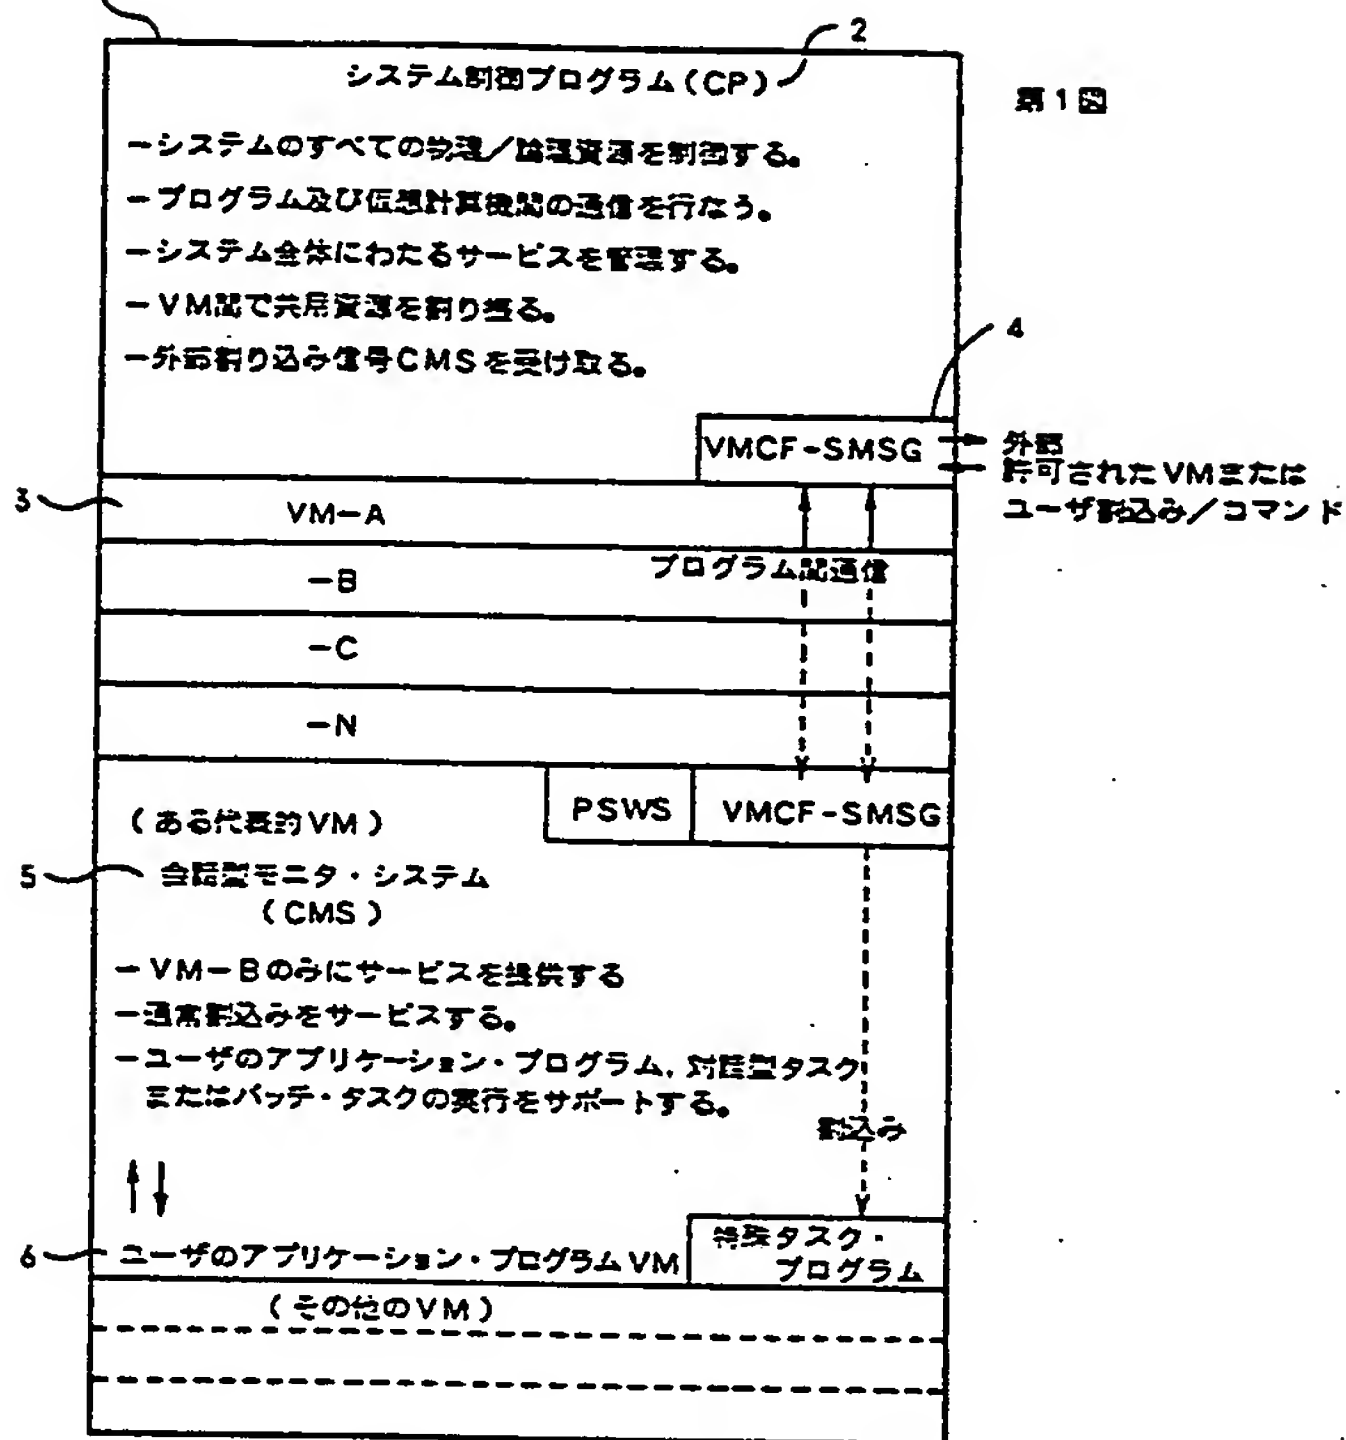 2
システム制御プログラム(CP)
第1図
-システムのすべての物理/論理資源を制御する。
-プログラム及び仮想計算機間の通信を行なう。
-システム全体にわたるサービスを管理する。
-VM間で共用資源を割り振る。
-外部割り込み信号CMSを受け取る。
4
VMCF-SMSG
外部
許可されたVMまたは
ユーザ割込み/コマンド
3
VM-A
プログラム間通信
-B
-C
-N
PSWS
VMCF-SMSG
(ある代表的VM)
5
会話型モニタ・システム
(CMS)
-VM-Bのみにサービスを提供する
-通常割込みをサービスする。
-ユーザのアプリケーション・プログラム,対話型タスク
またはバッチ・タスクの実行をサポートする。
割込み
特殊タスク・
プログラム
6
ユーザのアプリケーション・プログラムVM
(その他のVM)